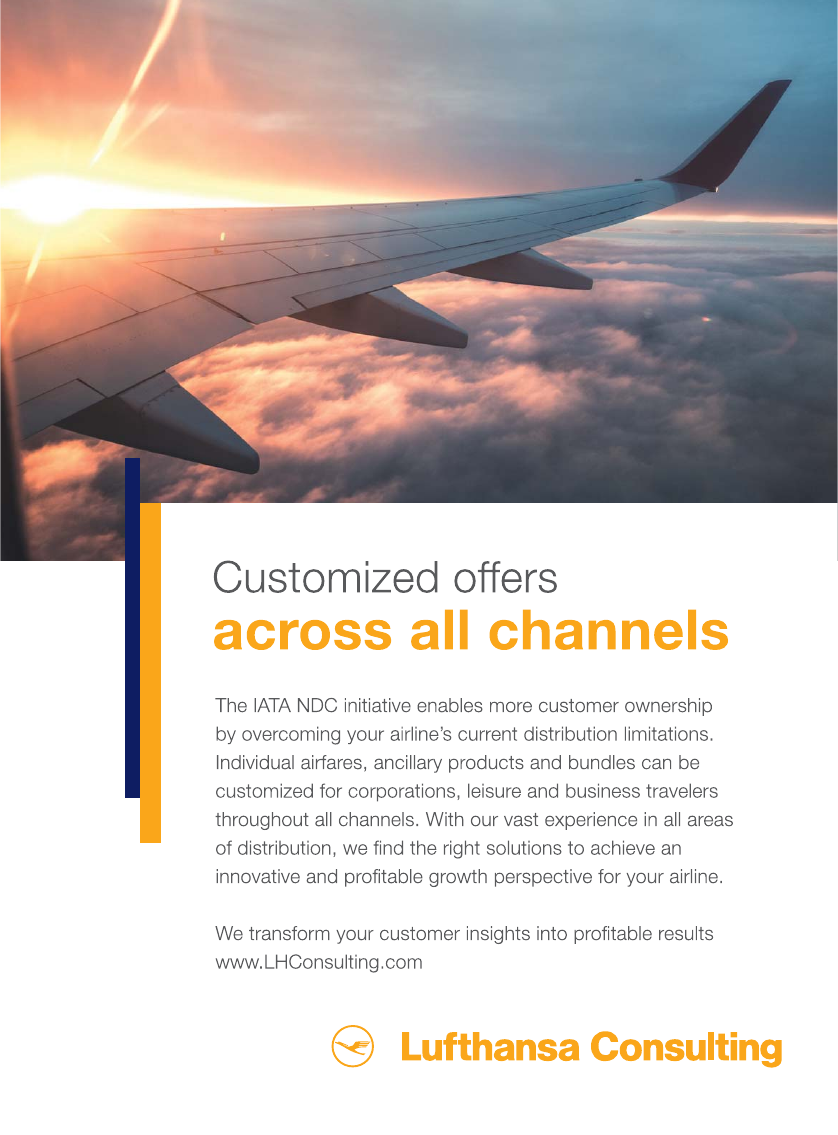 Customized offers
across all channels
The IATA NDC initiative enables more customer ownership
by overcoming your airline’s current distribution limitations.
Individual airfares, ancillary products and bundles can be
customized for corporations, leisure and business travelers
throughout all channels. With our vast experience in all areas
of distribution, we find the right solutions to achieve an
innovative and profitable growth perspective for your airline.
We transform your customer insights into profitable results
www.LHConsulting.com
Lufthansa Consulting